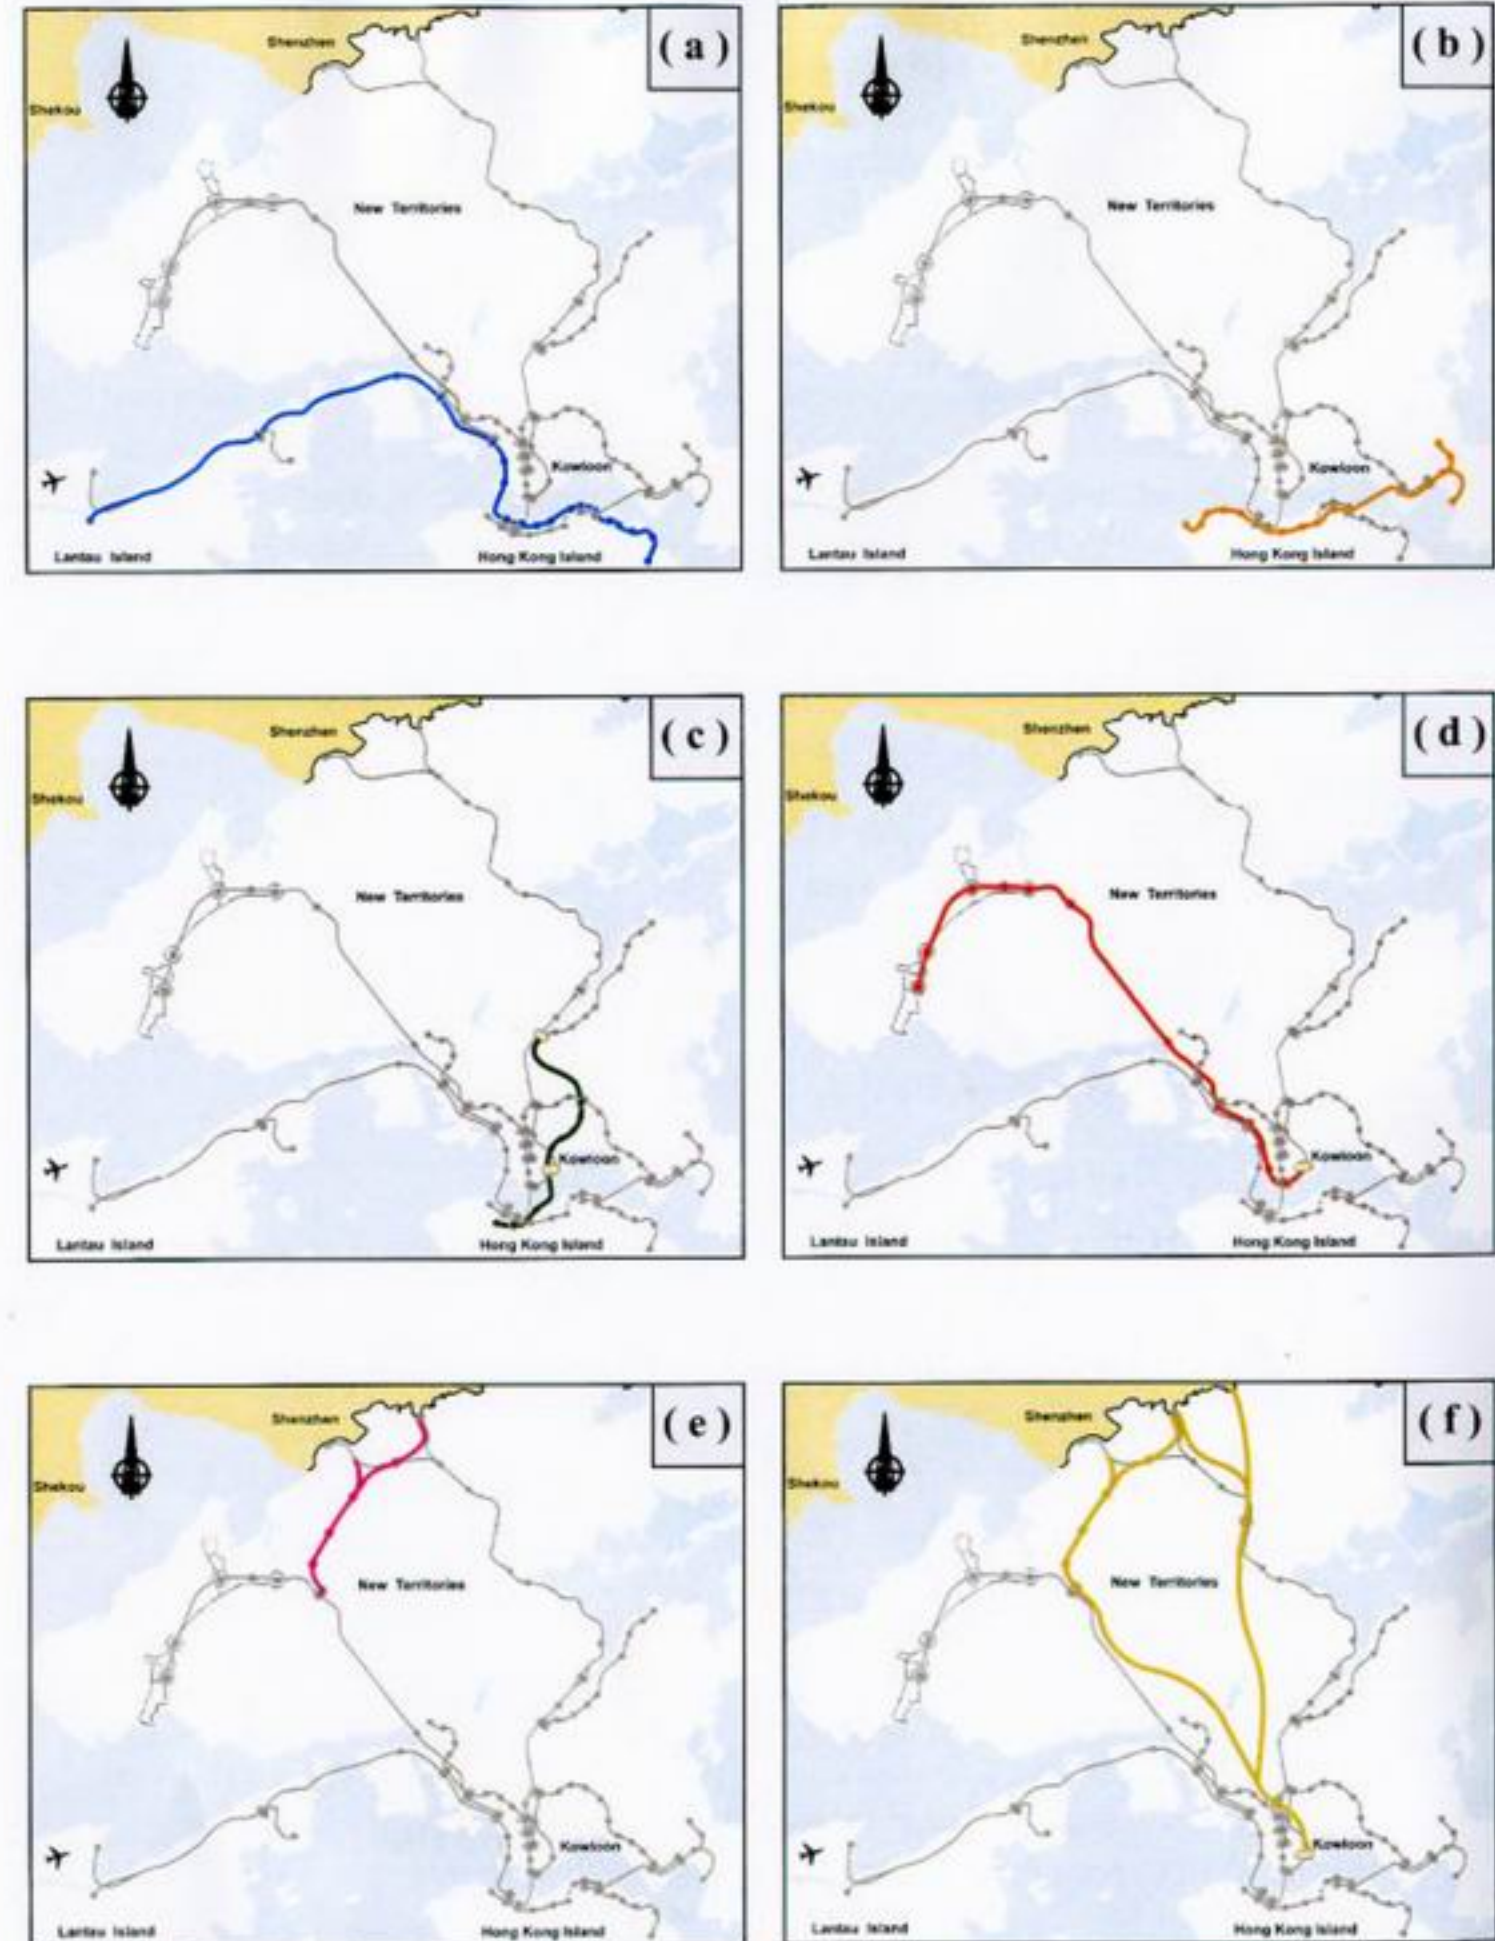 Shenzhen
( a )
Shekou
New Territories
Kowloon
Lantau Island
Hong Kong Island
Shenzhen
( b )
Shekou
New Territories
Kowloon
Lantau Island
Hong Kong Island
Shenzhen
( c )
Shekou
New Territories
Kowloon
Lantau Island
Hong Kong Island
Shenzhen
( d )
Shekou
New Territories
Kowloon
Lantau Island
Hong Kong Island
Shenzhen
( e )
Shekou
New Territories
Kowloon
Lantau Island
Hong Kong Island
Shenzhen
( f )
Shekou
New Territories
Kowloon
Lantau Island
Hong Kong Island